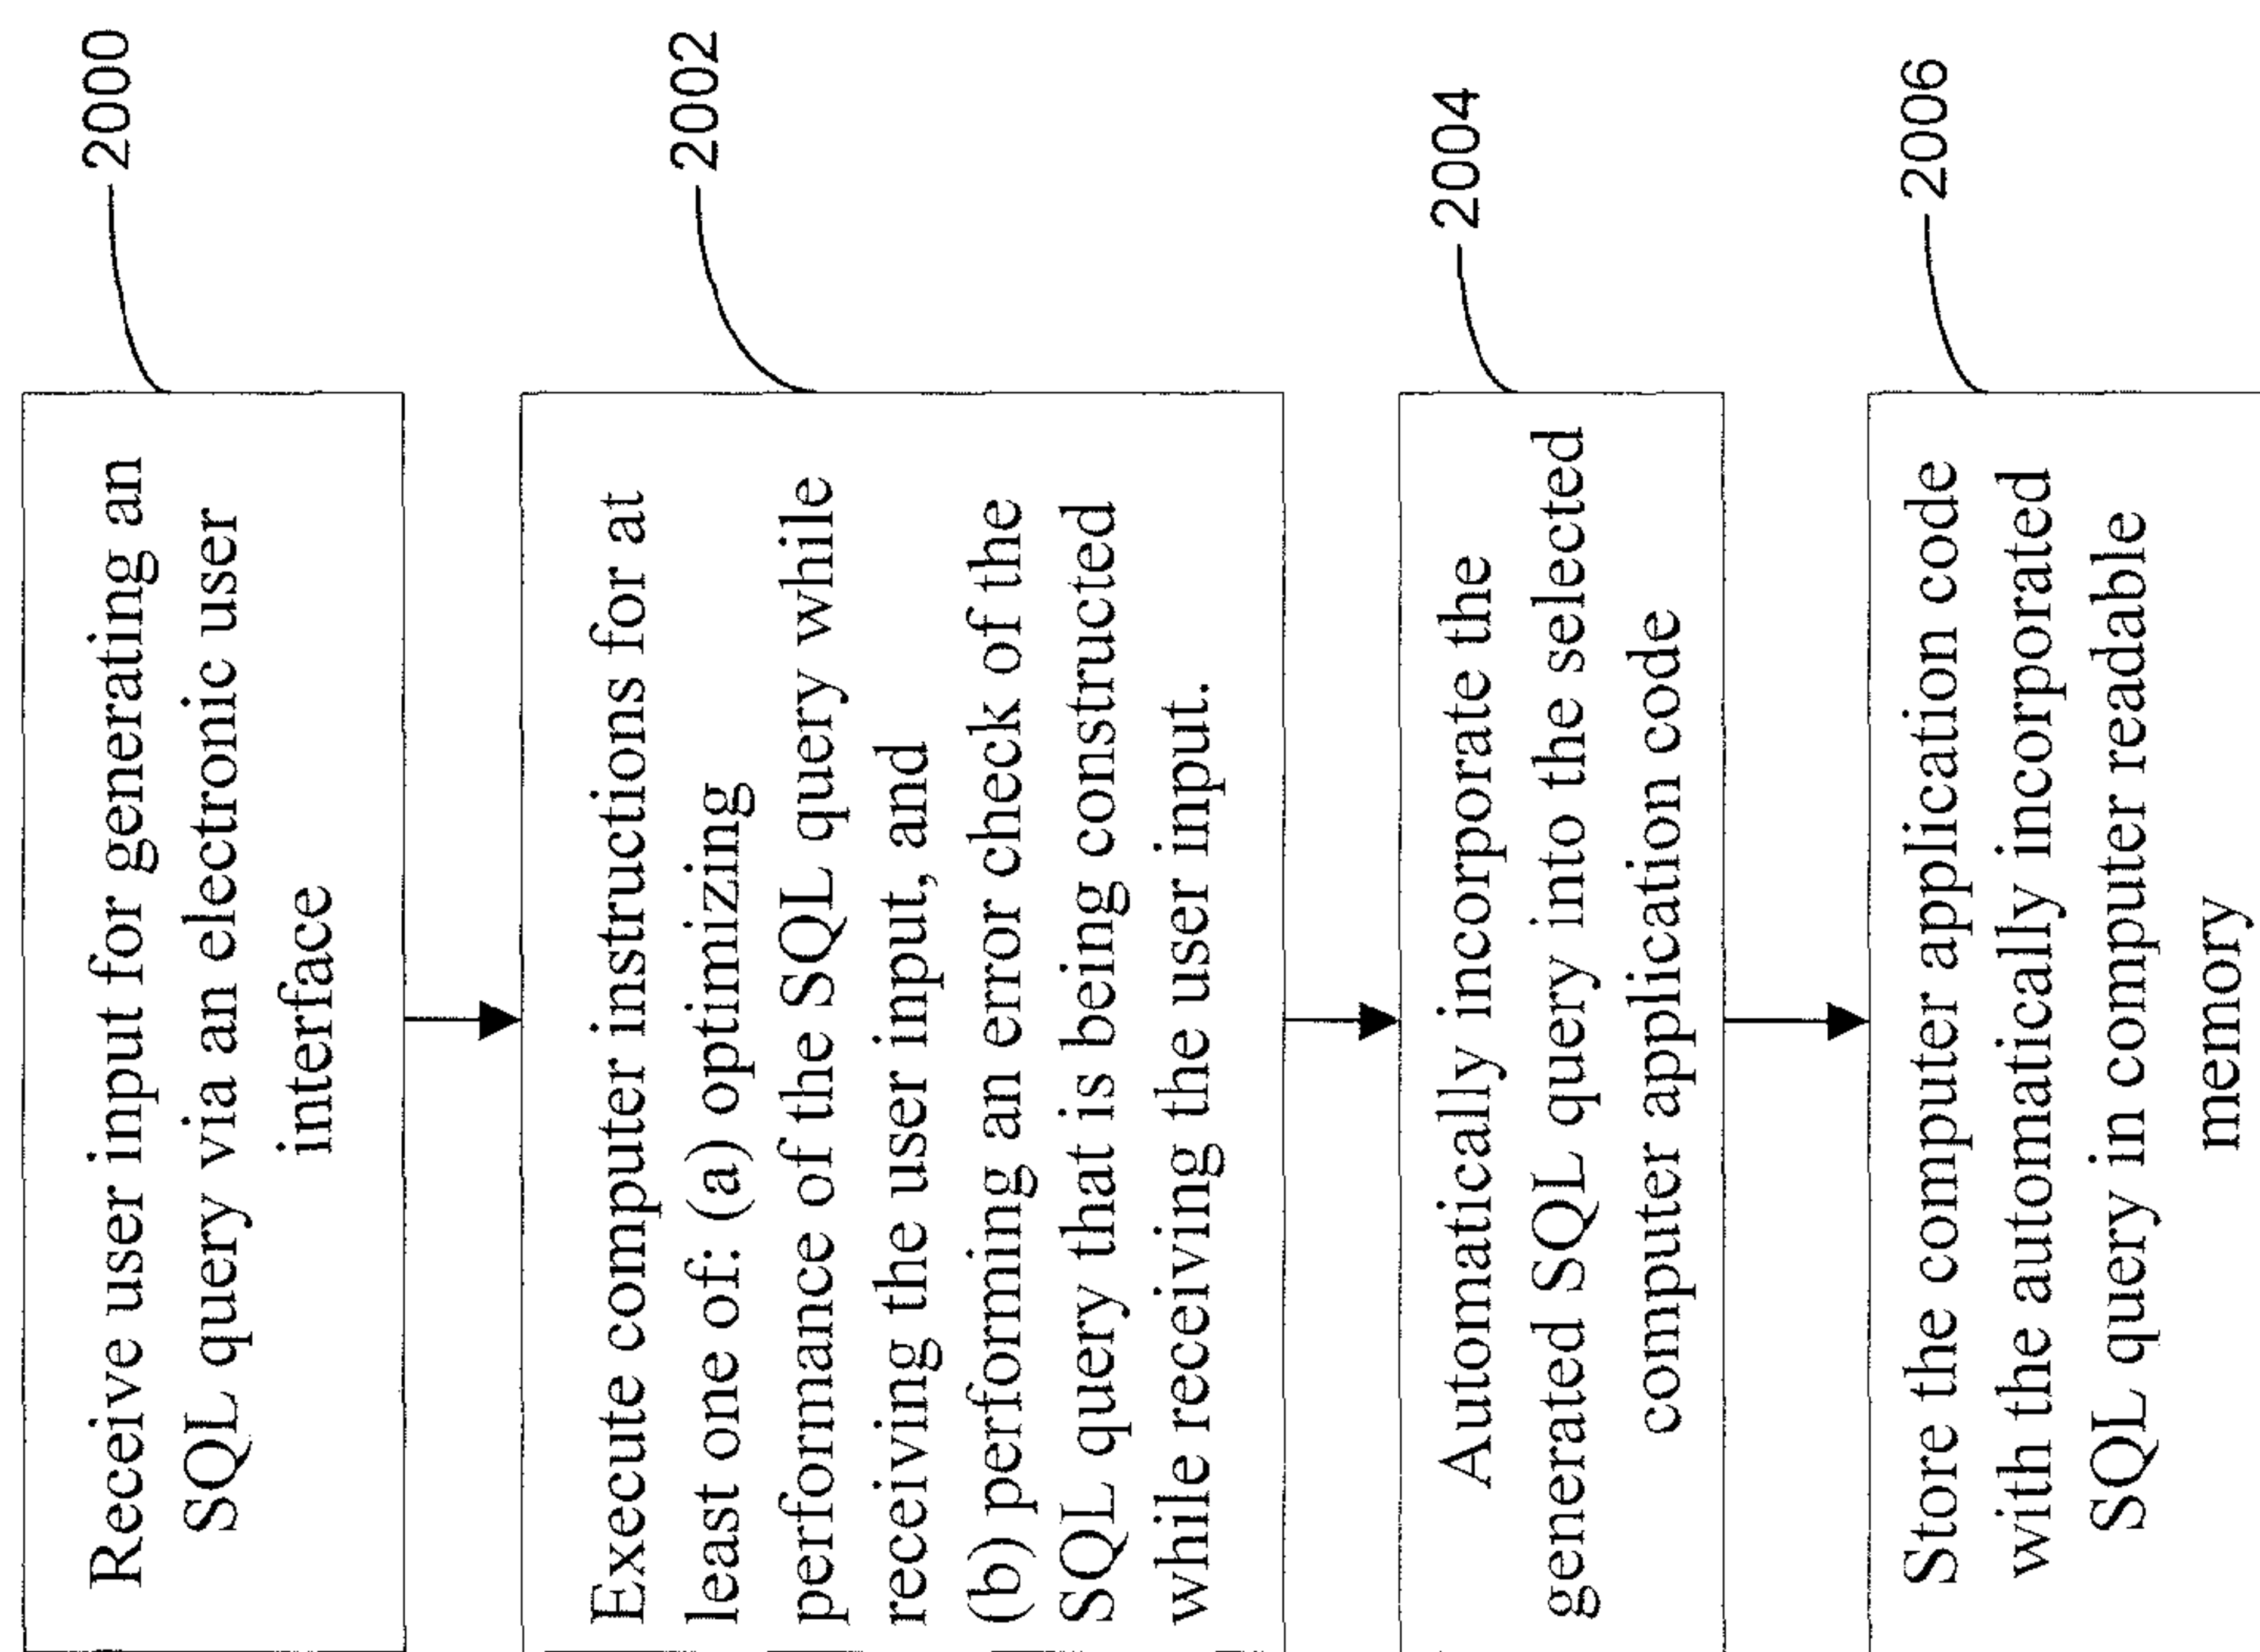 Receive user input for generating an
SQL query via an electronic user
interface
2000
Execute computer instructions for at
least one of: (a) optimizing
performance of the SQL query while
receiving the user input, and
(b) performing an error check of the
SQL query that is being constructed
while receiving the user input.
2002
Automatically incorporate the
generated SQL query into the selected
computer application code
2004
Store the computer application code
with the automatically incorporated
SQL query in computer readable
memory
2006